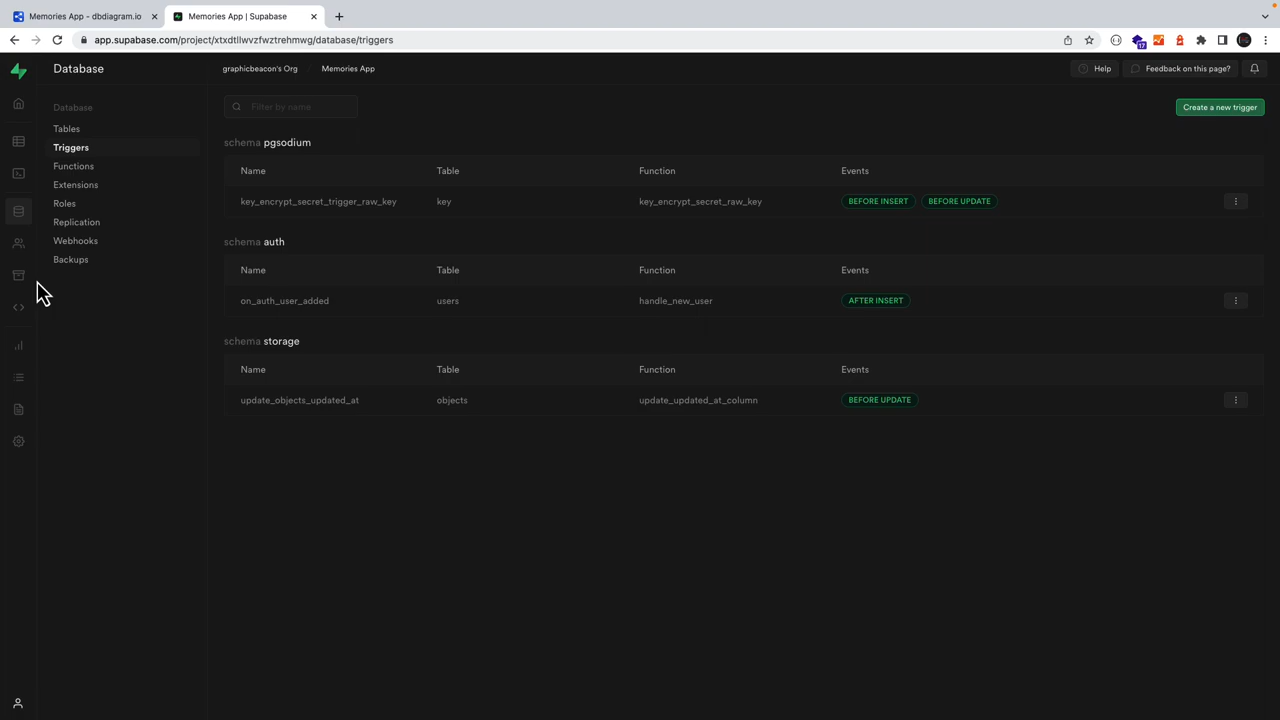 Memories App - dbdiagram.io
Memories App | Supabase
app.supabase.com/project/xtxdtllwvzfwztrehmwg/database/triggers
17
Database
graphicbeacon's Org / Memories App
Help
Feedback on this page?
Database
Tables
Triggers
Functions
Extensions
Roles
Replication
Webhooks
Backups
Filter by name
Create a new trigger
schema pgsodium
Name Table Function Events
key_encrypt_secret_trigger_raw_key key key_encrypt_secret_raw_key BEFORE INSERT BEFORE UPDATE
schema auth
Name Table Function Events
on_auth_user_added users handle_new_user AFTER INSERT
schema storage
Name Table Function Events
update_objects_updated_at objects update_updated_at_column BEFORE UPDATE